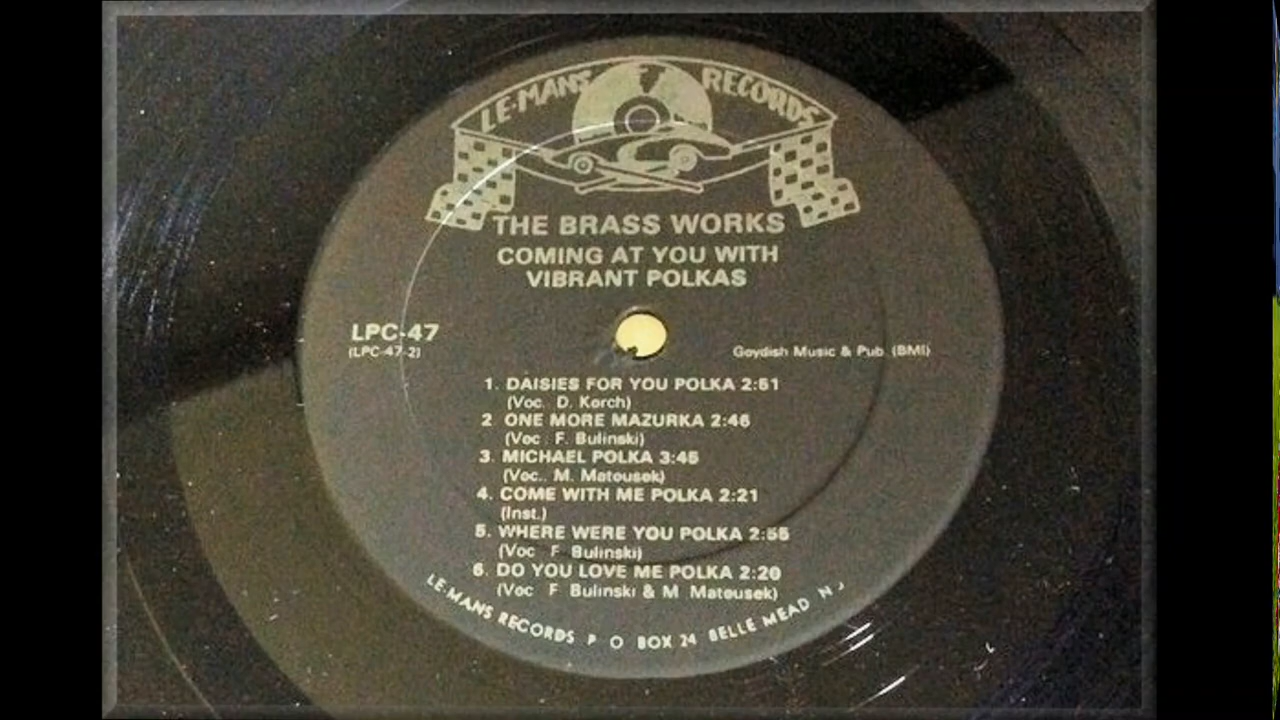 LE-MANS RECORDS
THE BRASS WORKS
COMING AT YOU WITH
VIBRANT POLKAS
LPC-47
(LPC-47-2)
Goydish Music & Pub. (BMI)
1. DAISIES FOR YOU POLKA 2:51
(Voc. D. Kerch)
2 ONE MORE MAZURKA 2:46
(Voc. F. Bulinski)
3. MICHAEL POLKA 3:45
(Voc.. M. Matousek)
4. COME WITH ME POLKA 2:21
(Inst.)
5. WHERE WERE YOU POLKA 2:55
(Voc F Bulinski)
6. DO YOU LOVE ME POLKA 2:20
(Voc F Bulinski & M Matousek)
LE-MANS RECORDS P O BOX 24 BELLE MEAD N J